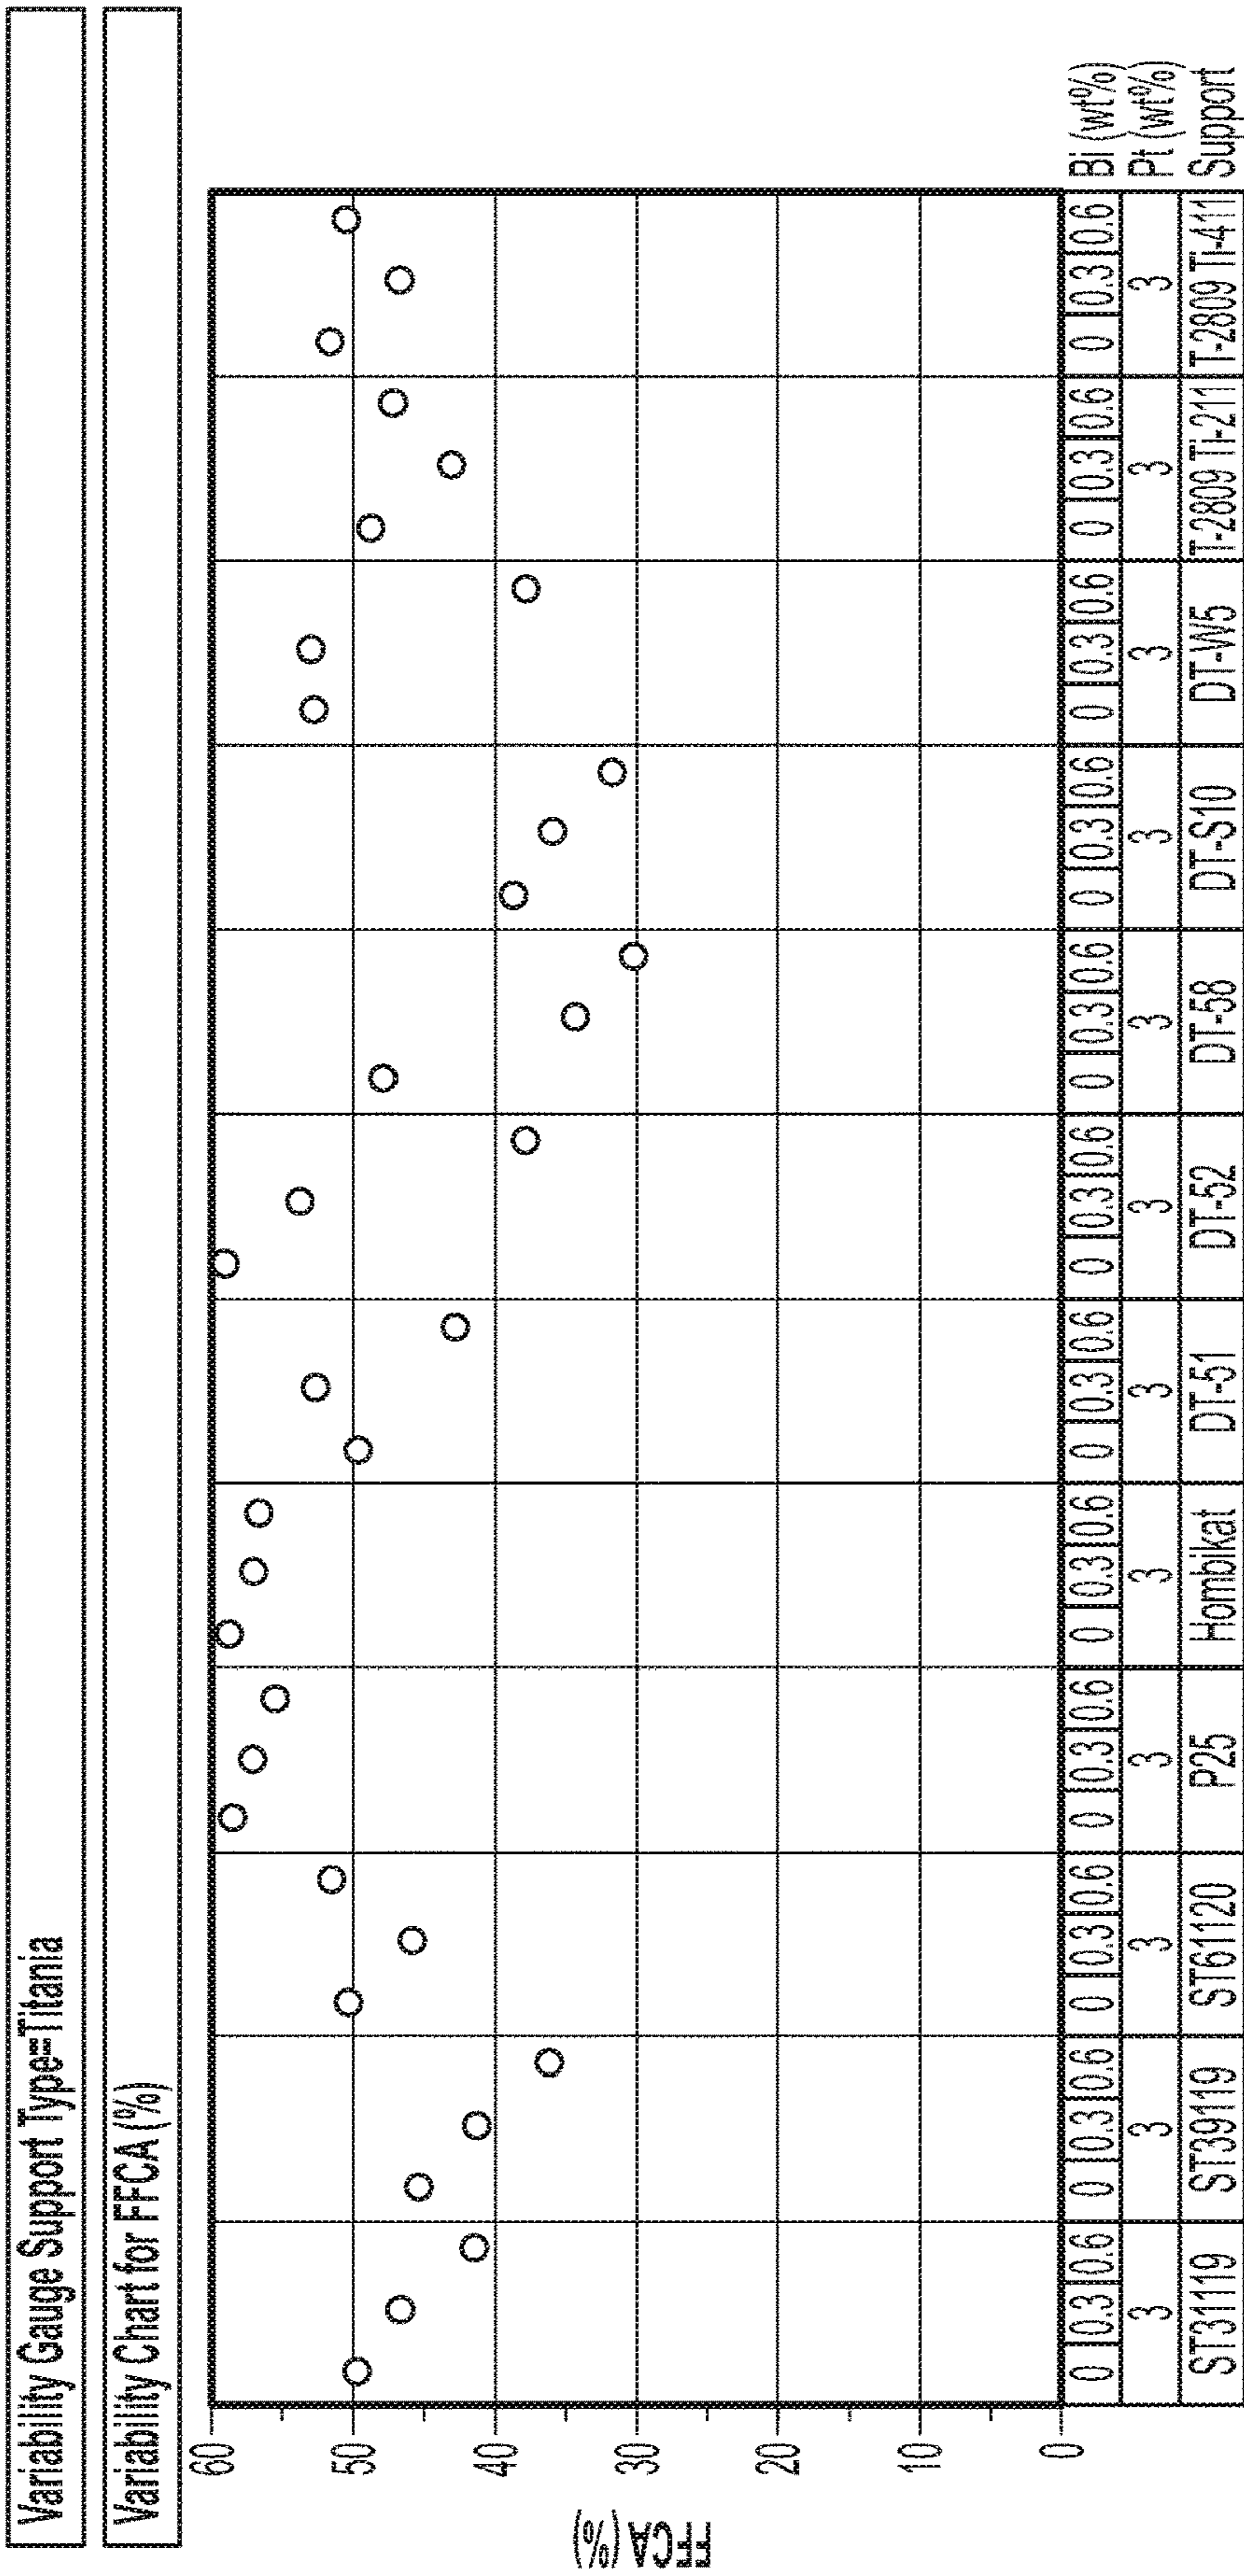 Variability Gauge Support Type=Titania
Variability Chart for FFCA (%)
FFCA (%)
60
50
40
30
20
10
0
0 0.3 0.6 0 0.3 0.6 0 0.3 0.6 0 0.3 0.6 0 0.3 0.6 0 0.3 0.6 0 0.3 0.6 0 0.3 0.6 0 0.3 0.6 0 0.3 0.6 0 0.3 0.6 0 0.3 0.6 Bi (wt%)
3 3 3 3 3 3 3 3 3 3 3 3 Pt (wt%)
ST31119 ST39119 ST61120 P25 Hombikat DT-51 DT-52 DT-58 DT-S10 DT-W5 T-2809 Ti-211 T-2809 Ti-411 Support